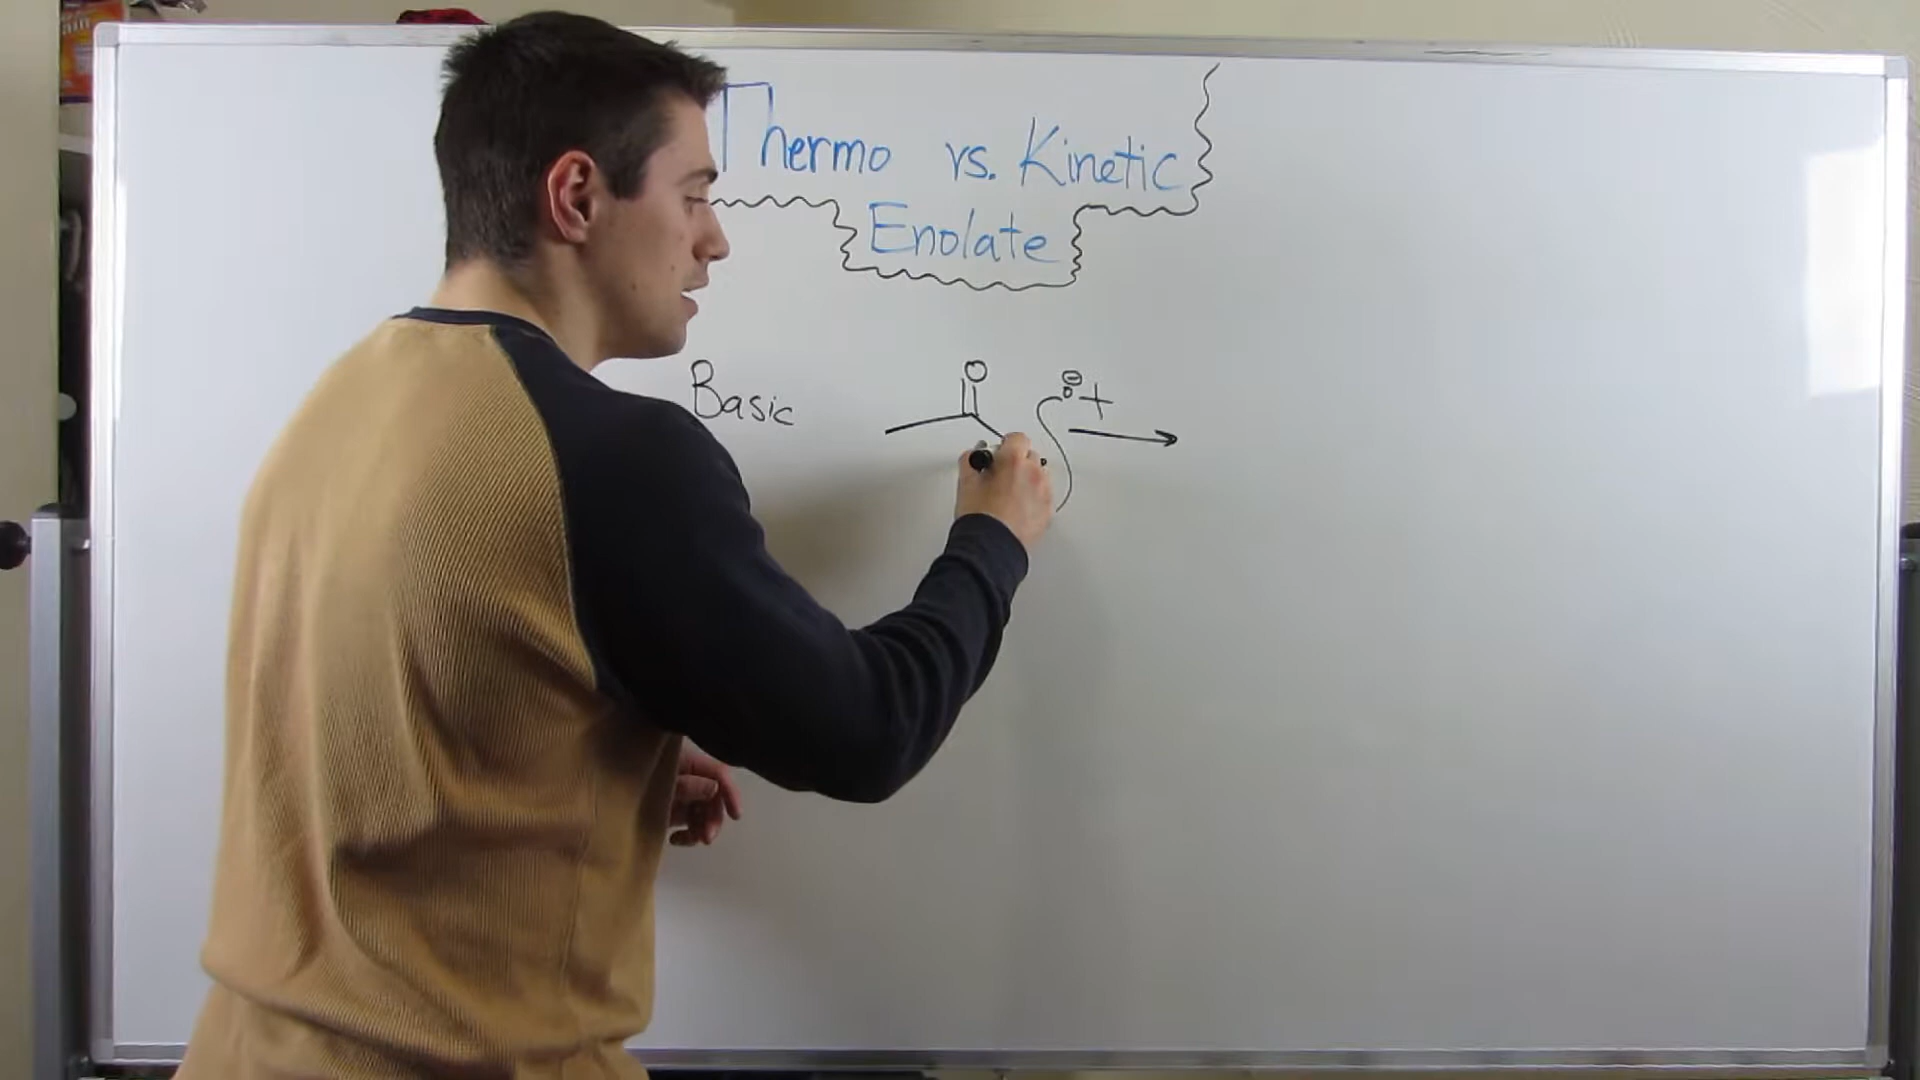 Thermo vs. Kinetic
Enolate
Basic
O
⊖
O